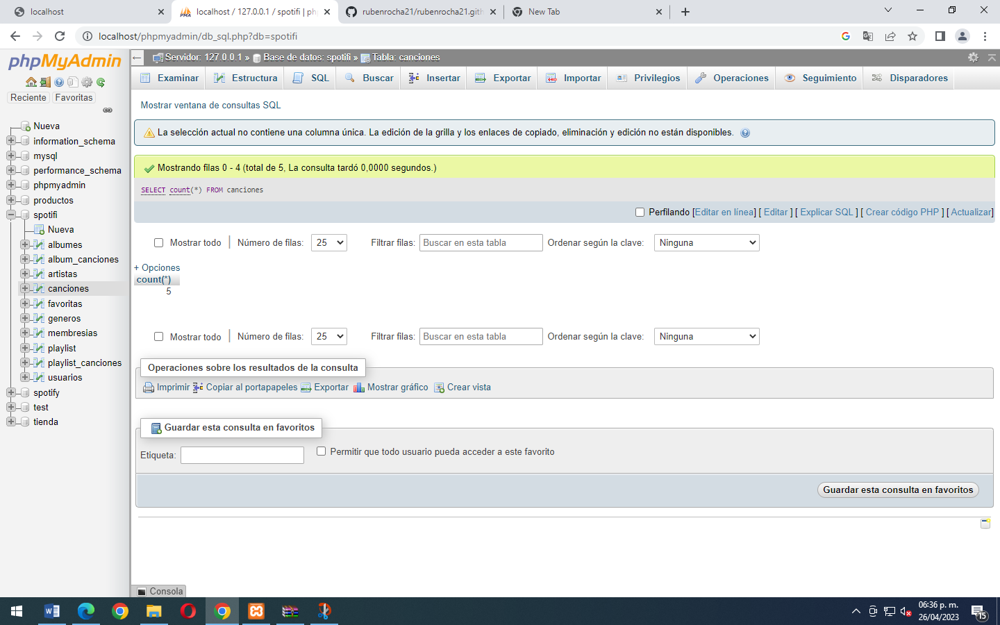 localhost
localhost / 127.0.0.1 / spotifi | ph
rubenrocha21/rubenrocha21.gith
New Tab
localhost/phpmyadmin/db_sql.php?db=spotifi
phpMyAdmin
Reciente
Favoritas
Nueva
information_schema
mysql
performance_schema
phpmyadmin
productos
spotifi
Nueva
albumes
album_canciones
artistas
canciones
favoritas
generos
membresias
playlist
playlist_canciones
usuarios
spotify
test
tienda
Servidor: 127.0.0.1 » Base de datos: spotifi » Tabla: canciones
Examinar Estructura SQL Buscar Insertar Exportar Importar Privilegios Operaciones Seguimiento Disparadores
Mostrar ventana de consultas SQL
La selección actual no contiene una columna única. La edición de la grilla y los enlaces de copiado, eliminación y edición no están disponibles.
Mostrando filas 0 - 4 (total de 5, La consulta tardó 0,0000 segundos.)
SELECT count(*) FROM canciones
Perfilando [Editar en línea] [ Editar ] [ Explicar SQL ] [ Crear código PHP ] [ Actualizar]
Mostrar todo | Número de filas: 25 Filtrar filas: Buscar en esta tabla Ordenar según la clave: Ninguna
+ Opciones
count(*)
5
Mostrar todo | Número de filas: 25 Filtrar filas: Buscar en esta tabla Ordenar según la clave: Ninguna
Operaciones sobre los resultados de la consulta
Imprimir Copiar al portapapeles Exportar Mostrar gráfico Crear vista
Guardar esta consulta en favoritos
Etiqueta: Permitir que todo usuario pueda acceder a este favorito
Guardar esta consulta en favoritos
Consola
06:36 p. m.
26/04/2023
15